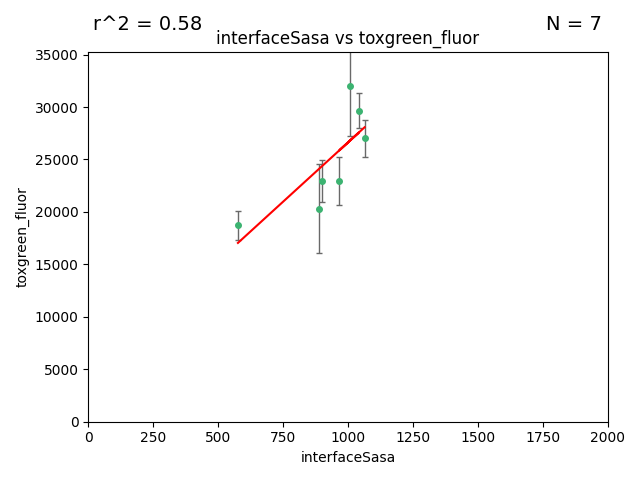 r^2 = 0.58
N = 7
interfaceSasa vs toxgreen_fluor
35000
30000
25000
20000
15000
10000
5000
0
toxgreen_fluor
0 250 500 750 1000 1250 1500 1750 2000
interfaceSasa